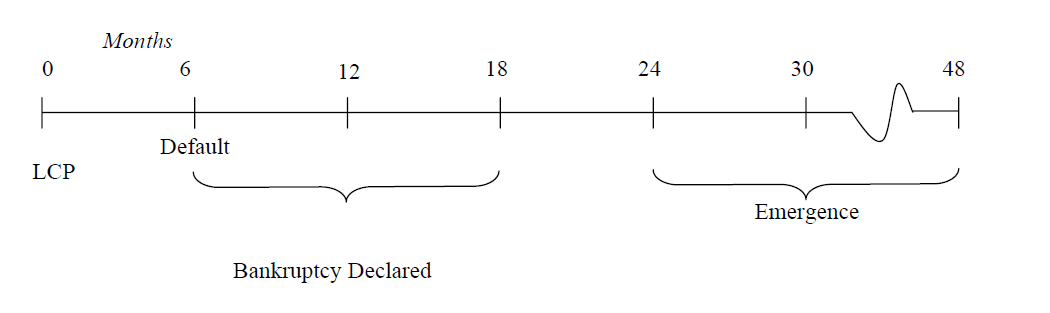 Months
0 6 12 18 24 30 48
Default
LCP
Emergence
Bankruptcy Declared